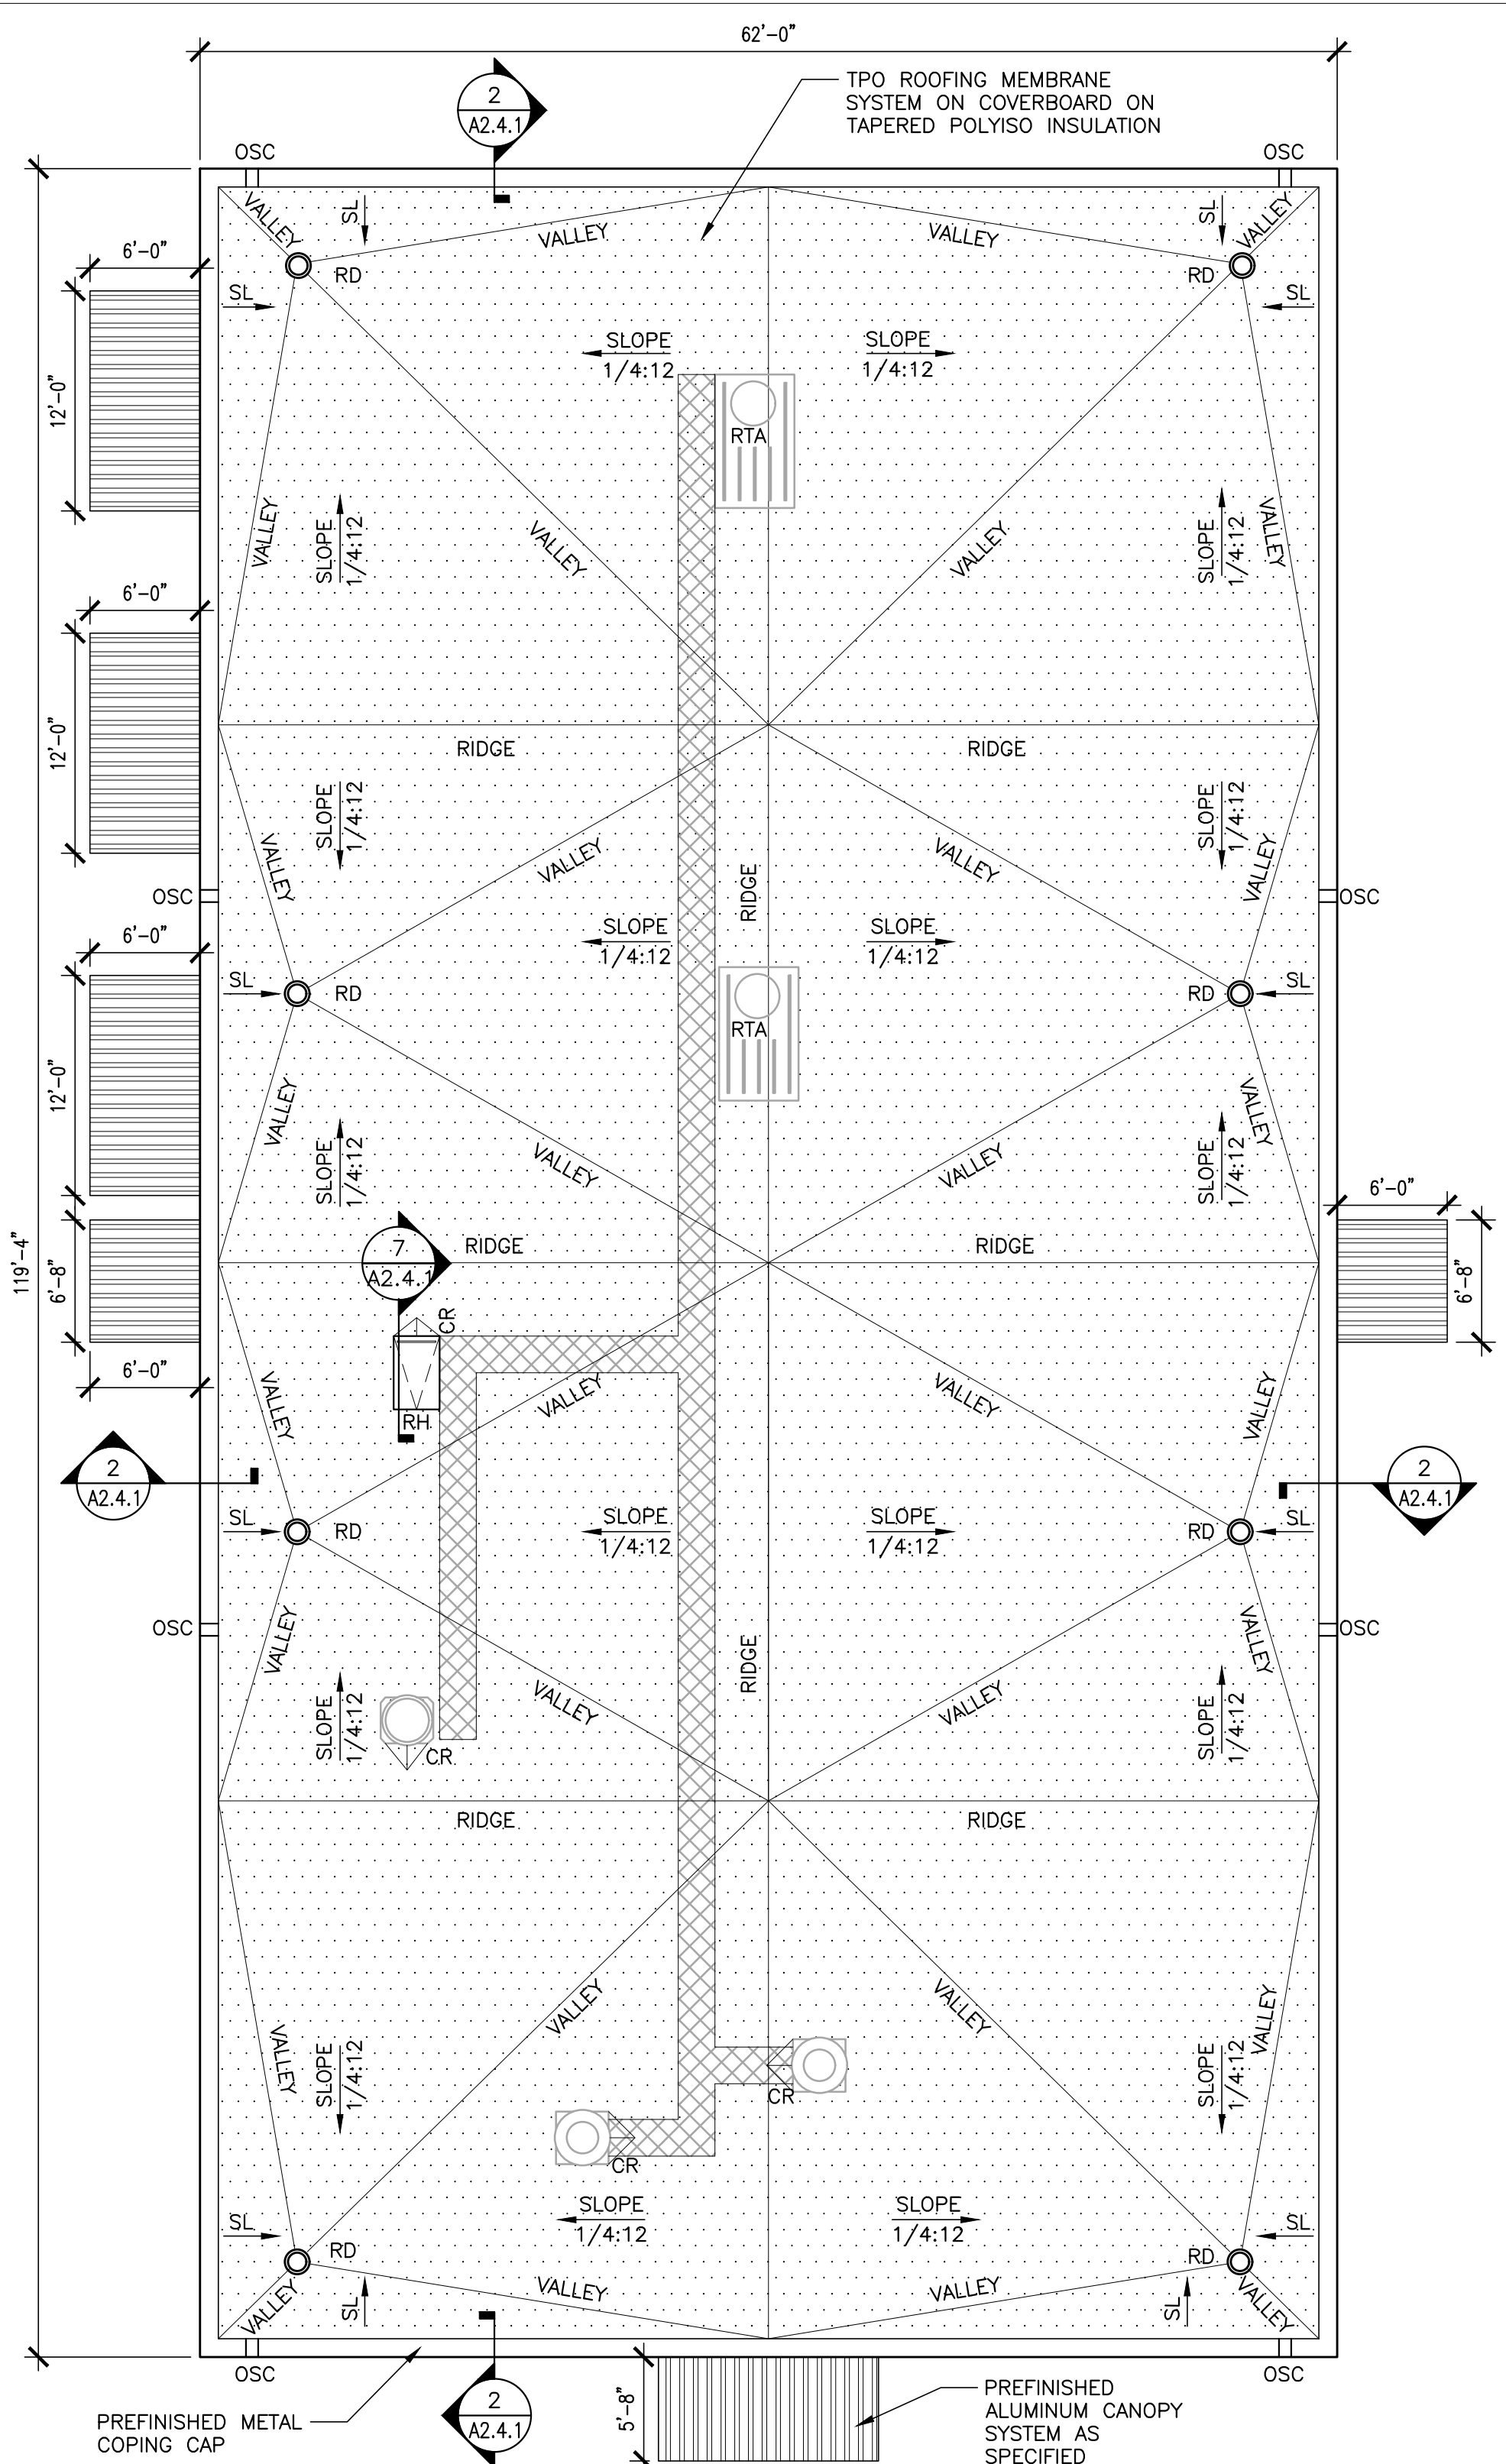 62'-0"
2
A2.4.1
TPO ROOFING MEMBRANE
SYSTEM ON COVERBOARD ON
TAPERED POLYISO INSULATION
OSC
OSC
VALLEY
SL
VALLEY
VALLEY
SL
VALLEY
6'-0"
RD
RD
SL
SL
SLOPE
1/4:12
SLOPE
1/4:12
12'-0"
RTA
VALLEY
SLOPE
1/4:12
VALLEY
VALLEY
SLOPE
1/4:12
VALLEY
6'-0"
12'-0"
RIDGE
RIDGE
SLOPE
1/4:12
SLOPE
1/4:12
VALLEY
VALLEY
VALLEY
VALLEY
OSC
RIDGE
OSC
6'-0"
SLOPE
1/4:12
SLOPE
1/4:12
SL
RD
RD
SL
RTA
12'-0"
VALLEY
SLOPE
1/4:12
VALLEY
VALLEY
SLOPE
1/4:12
VALLEY
6'-0"
119'-4"
6'-8"
7
A2.4.1
RIDGE
RIDGE
6'-8"
CR
6'-0"
VALLEY
RH
VALLEY
VALLEY
VALLEY
2
A2.4.1
2
A2.4.1
SL
RD
SLOPE
1/4:12
SLOPE
1/4:12
RD
SL
OSC
VALLEY
RIDGE
VALLEY
OSC
SLOPE
1/4:12
VALLEY
VALLEY
SLOPE
1/4:12
CR
RIDGE
RIDGE
VALLEY
SLOPE
1/4:12
VALLEY
VALLEY
SLOPE
1/4:12
VALLEY
CR
CR
SLOPE
1/4:12
SLOPE
1/4:12
SL
SL
RD
RD
VALLEY
SL
VALLEY
VALLEY
SL
VALLEY
OSC
OSC
PREFINISHED METAL
COPING CAP
2
A2.4.1
5'-8"
PREFINISHED
ALUMINUM CANOPY
SYSTEM AS
SPECIFIED